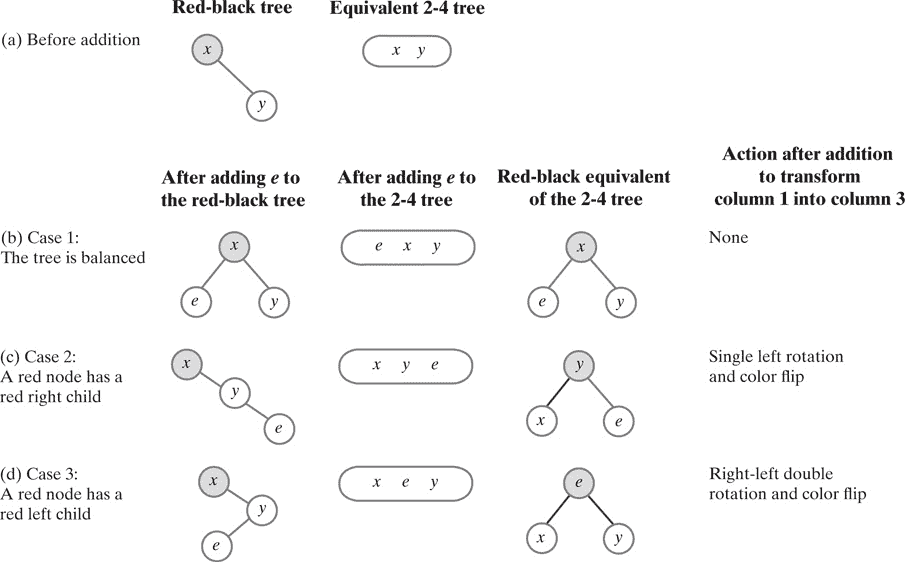 Red-black tree
Equivalent 2-4 tree
(a) Before addition
x
x y
y
After adding e to
the red-black tree
After adding e to
the 2-4 tree
Red-black equivalent
of the 2-4 tree
Action after addition
to transform
column 1 into column 3
(b) Case 1:
The tree is balanced
x
e y
e x y
x
e y
None
(c) Case 2:
A red node has a
red right child
x
y
e
x y e
y
x e
Single left rotation
and color flip
(d) Case 3:
A red node has a
red left child
x
y
e
x e y
e
x y
Right-left double
rotation and color flip